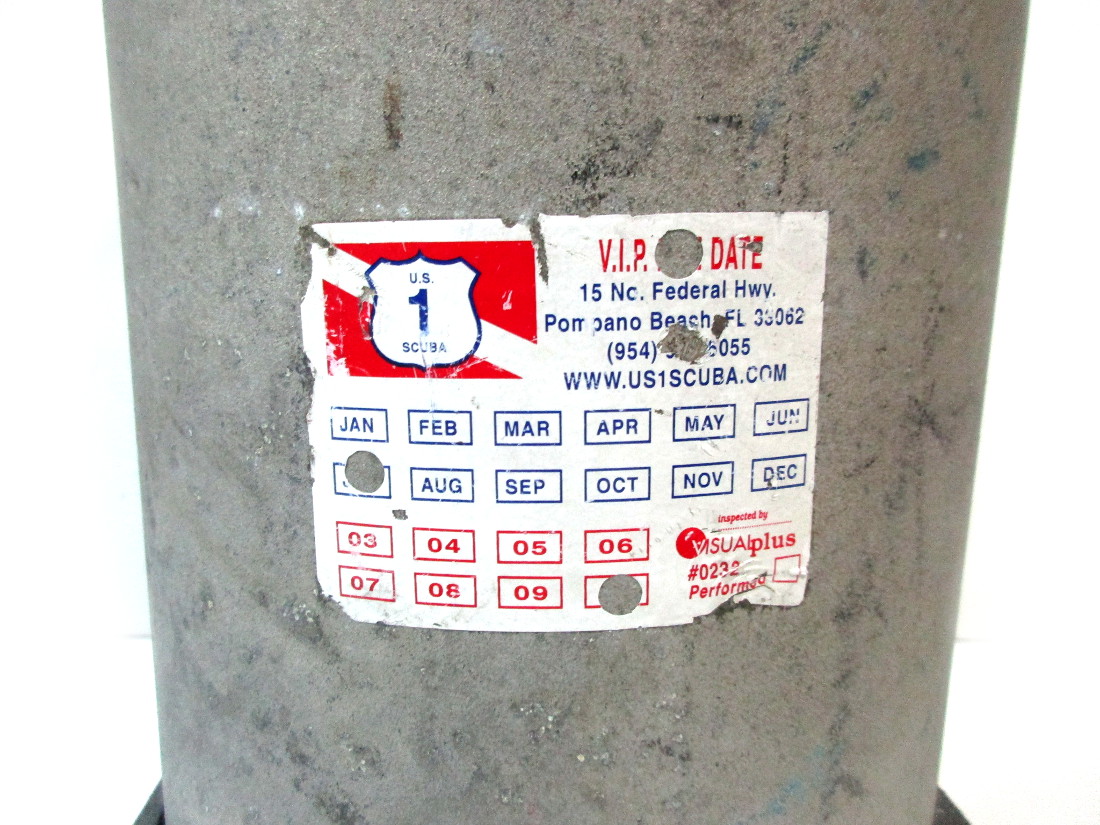 U.S.
1
SCUBA
V.I.P. DATE
15 No. Federal Hwy.
Pompano Beach, FL 33062
(954)
WWW.US1SCUBA.COM
JAN FEB MAR APR MAY JUN
AUG SEP OCT NOV DEC
03 04 05 06
07 08 09
inspected by
VISUALplus
#0232
Performed